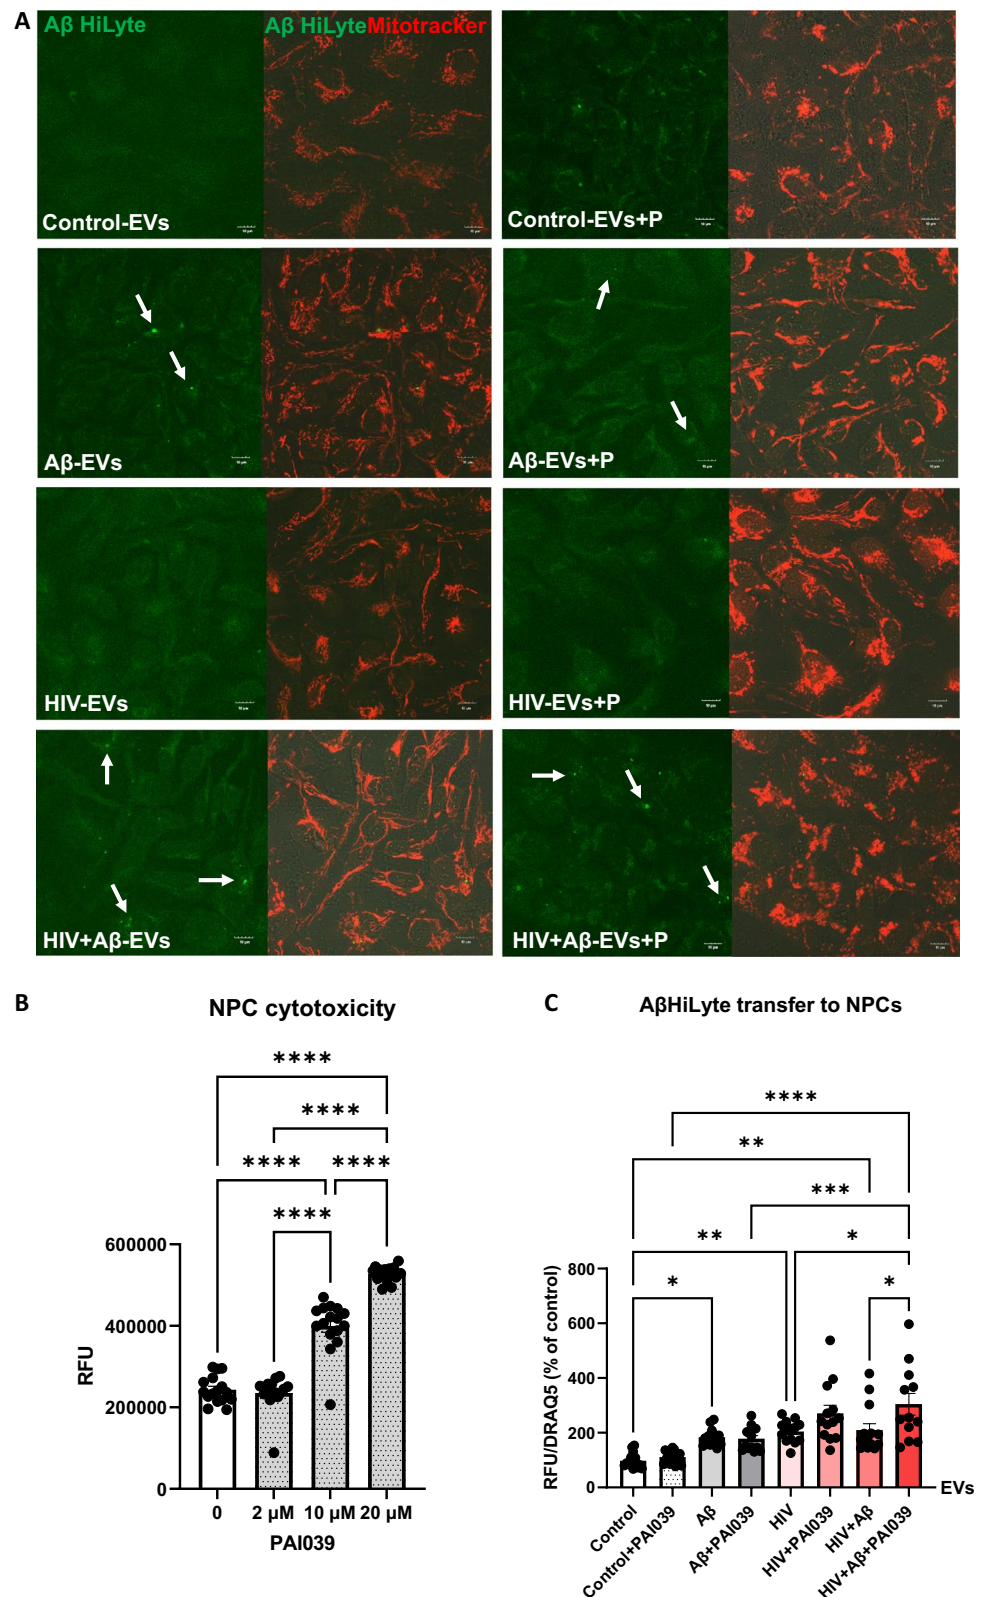 A
Aβ HiLyte
Aβ HiLyteMitotracker
Control-EVs
Control-EVs+P
Aβ-EVs
Aβ-EVs+P
HIV-EVs
HIV-EVs+P
HIV+Aβ-EVs
HIV+Aβ-EVs+P
B
NPC cytotoxicity
****
****
**** ****
****
600000
400000
200000
0
RFU
0 2 μM 10 μM 20 μM
PAI039
C
AβHiLyte transfer to NPCs
****
**
***
** *
* *
800
600
400
200
0
RFU/DRAQ5 (% of control)
EVs
Control
Control+PAI039
Aβ
Aβ+PAI039
HIV
HIV+PAI039
HIV+Aβ
HIV+Aβ+PAI039